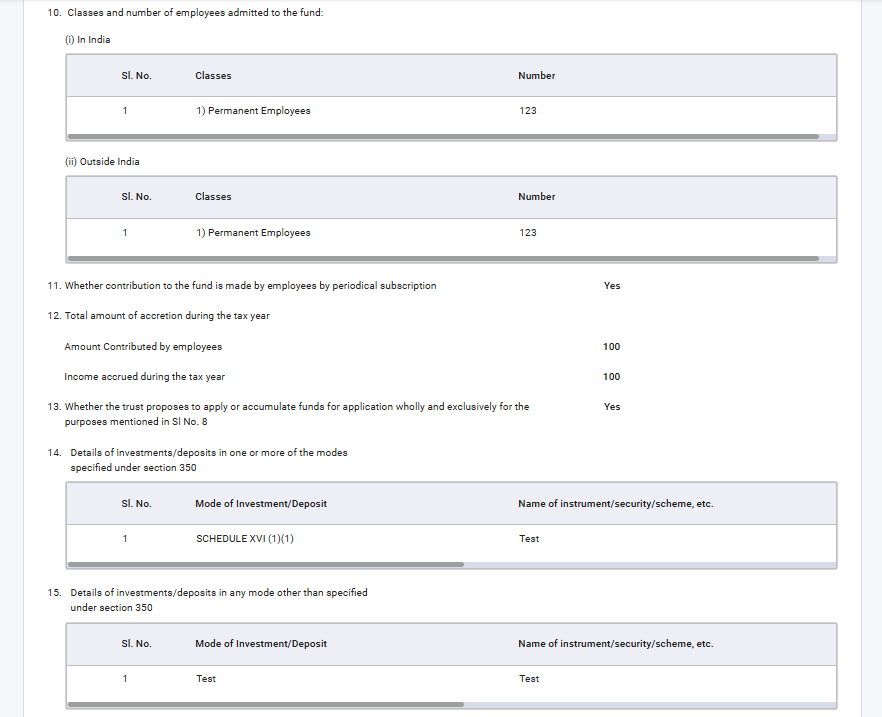 10. Classes and number of employees admitted to the fund:
(i) In India
Sl. No. Classes Number
1 1) Permanent Employees 123
(ii) Outside India
Sl. No. Classes Number
1 1) Permanent Employees 123
11. Whether contribution to the fund is made by employees by periodical subscription Yes
12. Total amount of accretion during the tax year
Amount Contributed by employees 100
Income accrued during the tax year 100
13. Whether the trust proposes to apply or accumulate funds for application wholly and exclusively for the Yes
purposes mentioned in Sl No. 8
14. Details of investments/deposits in one or more of the modes
specified under section 350
Sl. No. Mode of Investment/Deposit Name of instrument/security/scheme, etc.
1 SCHEDULE XVI (1)(1) Test
15. Details of investments/deposits in any mode other than specified
under section 350
Sl. No. Mode of Investment/Deposit Name of instrument/security/scheme, etc.
1 Test Test